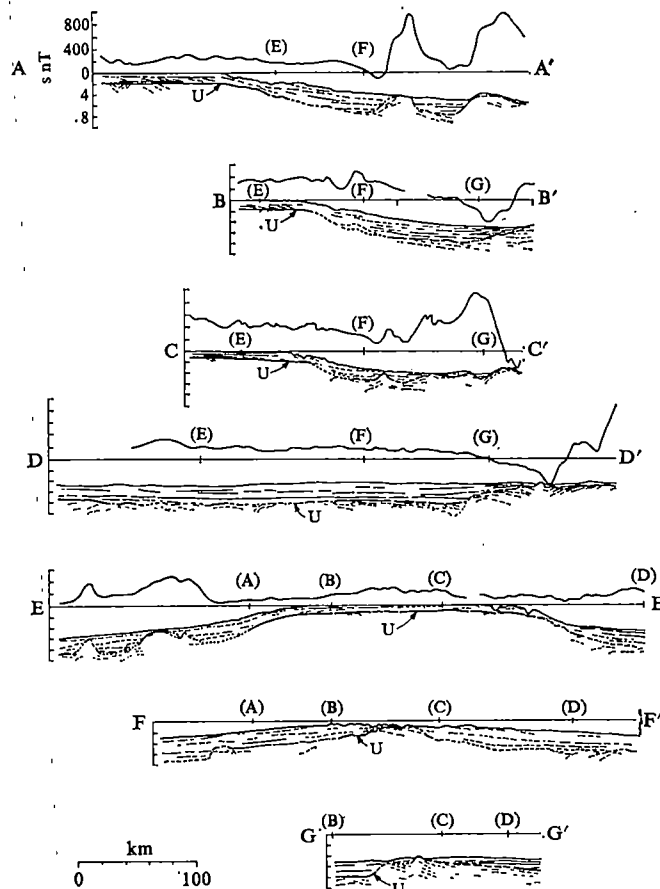 800
400
s nT
0
4
.8
A
(E)
(F)
A'
U
B
(E)
(F)
(G)
B'
U
C
(E)
(F)
(G)
C'
U
D
(E)
(F)
(G)
D'
U
E
(A)
(B)
(C)
(D)
E
U
F
(A)
(B)
(C)
(D)
F'
U
G
(B)
(C)
(D)
G'
U
km
0
100